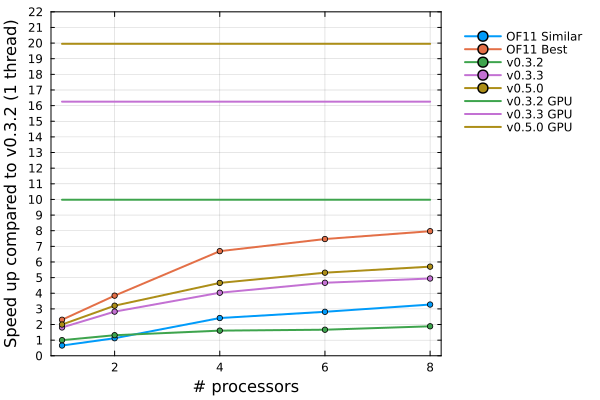 Speed up compared to v0.3.2 (1 thread)
22
21
20
19
18
17
16
15
14
13
12
11
10
9
8
7
6
5
4
3
2
1
0
2
4
6
8
# processors
OF11 Similar
OF11 Best
v0.3.2
v0.3.3
v0.5.0
v0.3.2 GPU
v0.3.3 GPU
v0.5.0 GPU